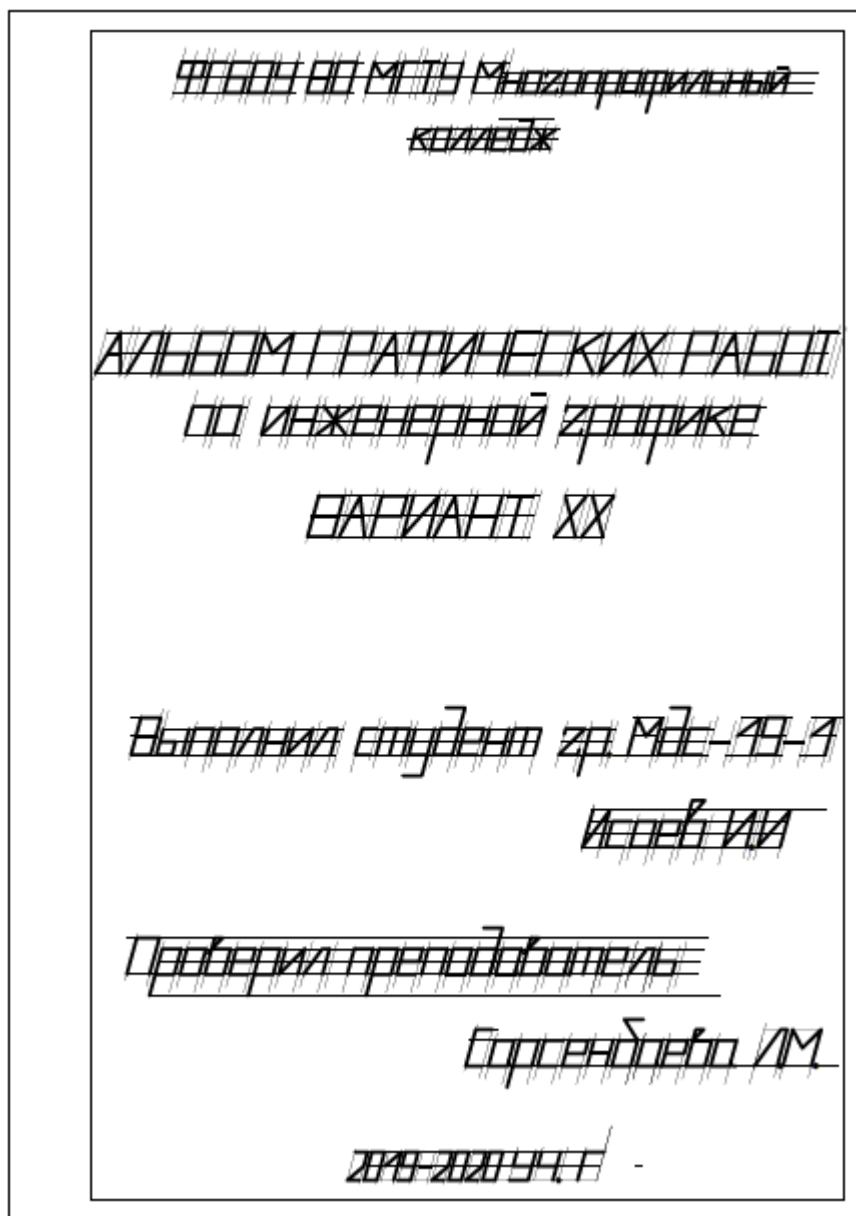 ФГБОУ ВО МГТУ Многопрофильный
колледж
АЛЬБОМ ГРАФИЧЕСКИХ РАБОТ
по инженерной графике
ВАРИАНТ XX
Выполнил студент гр. Мдс-19-1
Исаев И.И
Проверил преподаватель
Сарсенбаева Л.М.
2019-2020 УЧ. Г